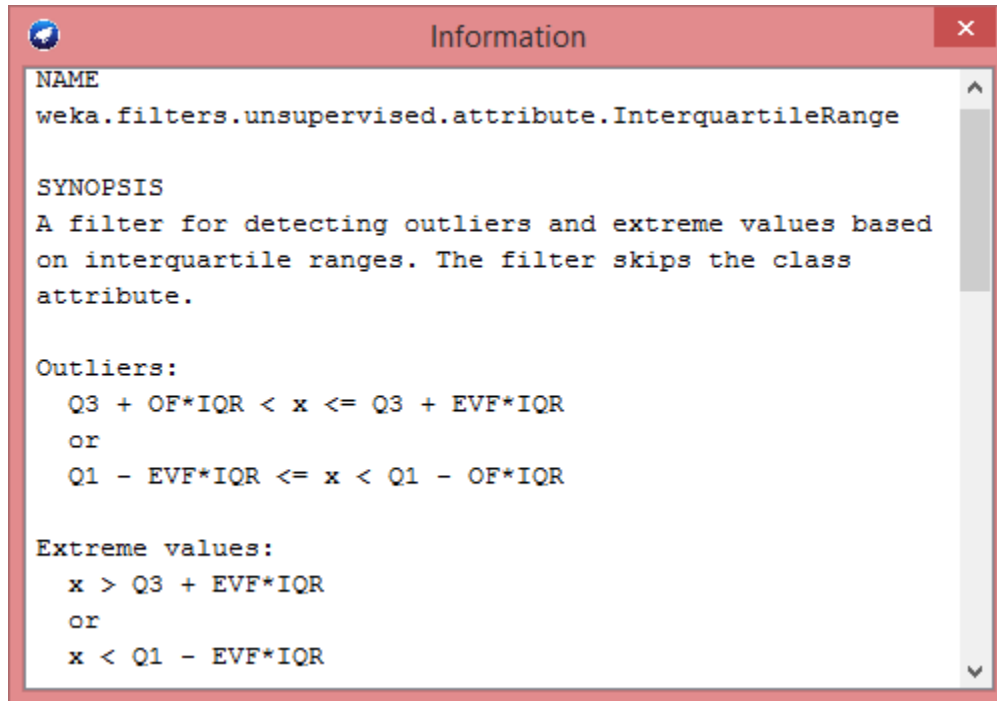 Information
NAME
weka.filters.unsupervised.attribute.InterquartileRange
SYNOPSIS
A filter for detecting outliers and extreme values based
on interquartile ranges. The filter skips the class
attribute.
Outliers:
Q3 + OF*IQR < x <= Q3 + EVF*IQR
or
Q1 - EVF*IQR <= x < Q1 - OF*IQR
Extreme values:
x > Q3 + EVF*IQR
or
x < Q1 - EVF*IQR